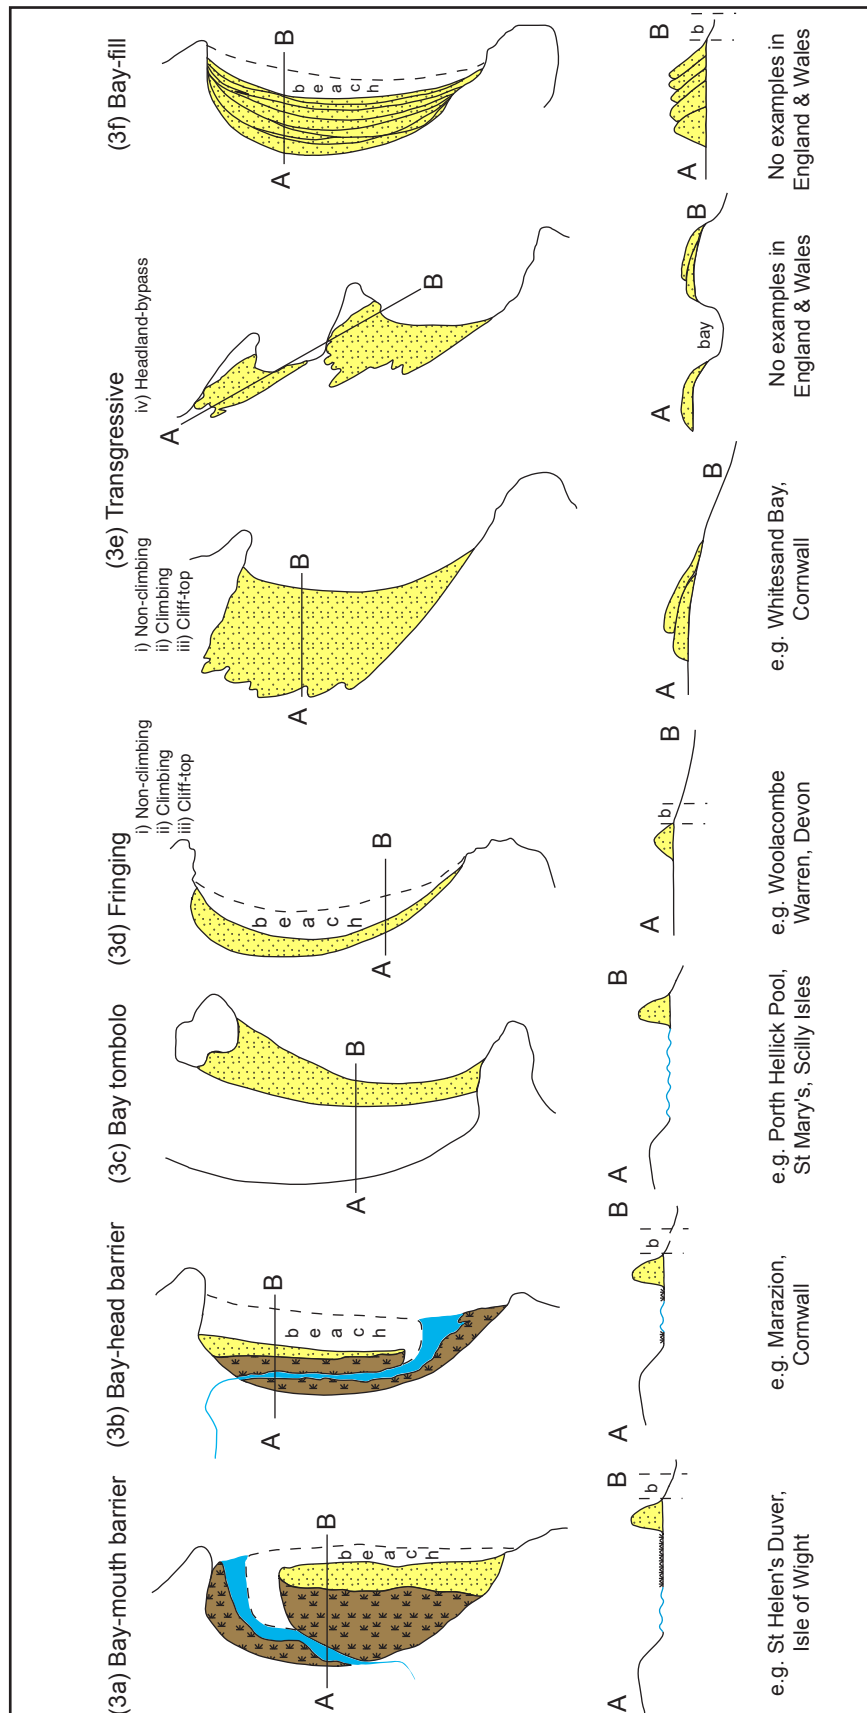 (3a) Bay-mouth barrier
A
B
b e a c h
A
B
b
e.g. St Helen's Duver,
Isle of Wight
(3b) Bay-head barrier
A
B
b e a c h
A
B
b
e.g. Marazion,
Cornwall
(3c) Bay tombolo
A
B
A
B
e.g. Porth Hellick Pool,
St Mary's, Scilly Isles
(3d) Fringing
i) Non-climbing
ii) Climbing
iii) Cliff-top
A
B
b e a c h
A
B
b
e.g. Woolacombe
Warren, Devon
(3e) Transgressive
i) Non-climbing
ii) Climbing
iii) Cliff-top
A
B
A
B
e.g. Whitesand Bay,
Cornwall
iv) Headland-bypass
A
B
A
bay
B
No examples in
England & Wales
(3f) Bay-fill
A
B
b e a c h
A
B
b
No examples in
England & Wales